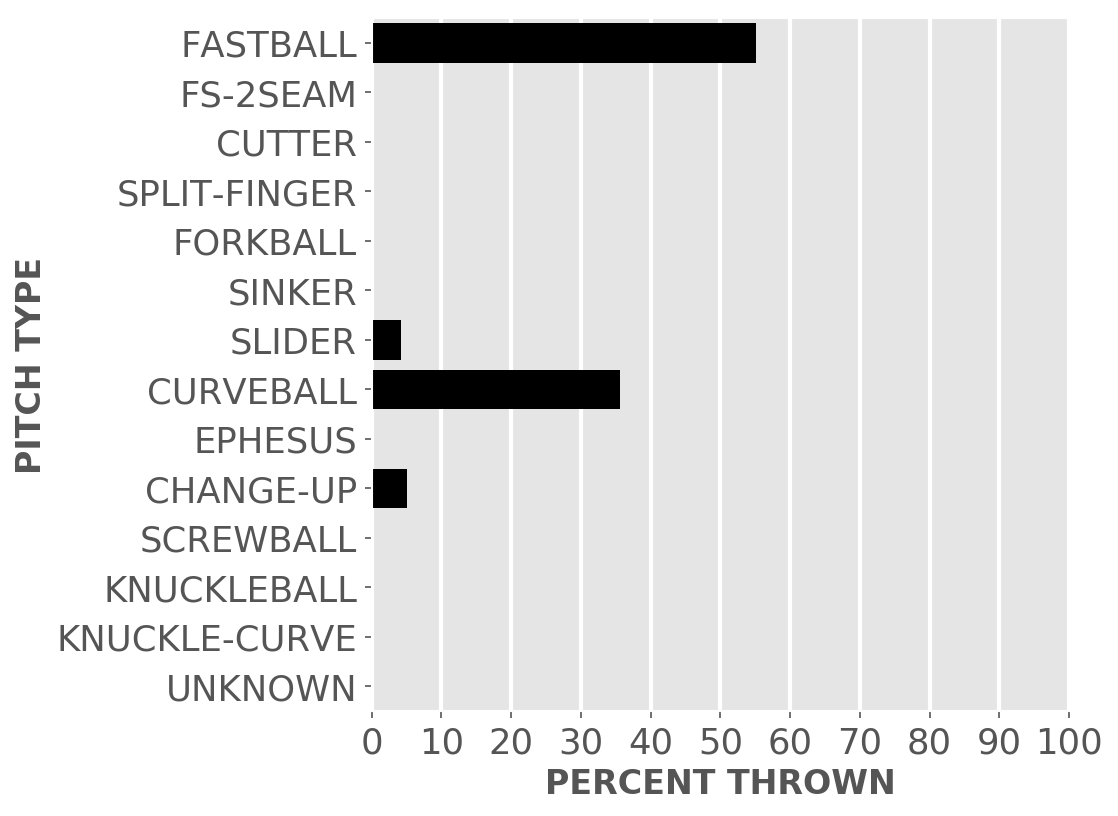 PITCH TYPE
FASTBALL
FS-2SEAM
CUTTER
SPLIT-FINGER
FORKBALL
SINKER
SLIDER
CURVEBALL
EPHESUS
CHANGE-UP
SCREWBALL
KNUCKLEBALL
KNUCKLE-CURVE
UNKNOWN
0 10 20 30 40 50 60 70 80 90 100
PERCENT THROWN